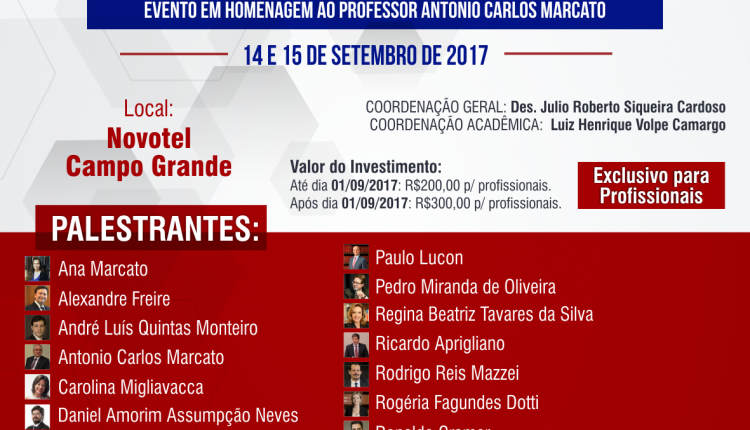 EVENTO EM HOMENAGEM AO PROFESSOR ANTONIO CARLOS MARCATO
14 E 15 DE SETEMBRO DE 2017
Local:
Novotel
Campo Grande
COORDENAÇÃO GERAL: Des. Julio Roberto Siqueira Cardoso
COORDENAÇÃO ACADÊMICA: Luiz Henrique Volpe Camargo
Valor do Investimento:
Até dia 01/09/2017: R$200,00 p/ profissionais.
Após dia 01/09/2017: R$300,00 p/ profissionais.
Exclusivo para
Profissionais
PALESTRANTES:
Ana Marcato
Alexandre Freire
André Luís Quintas Monteiro
Antonio Carlos Marcato
Carolina Migliavacca
Daniel Amorim Assumpção Neves
Paulo Lucon
Pedro Miranda de Oliveira
Regina Beatriz Tavares da Silva
Ricardo Aprigliano
Rodrigo Reis Mazzei
Rogéria Fagundes Dotti